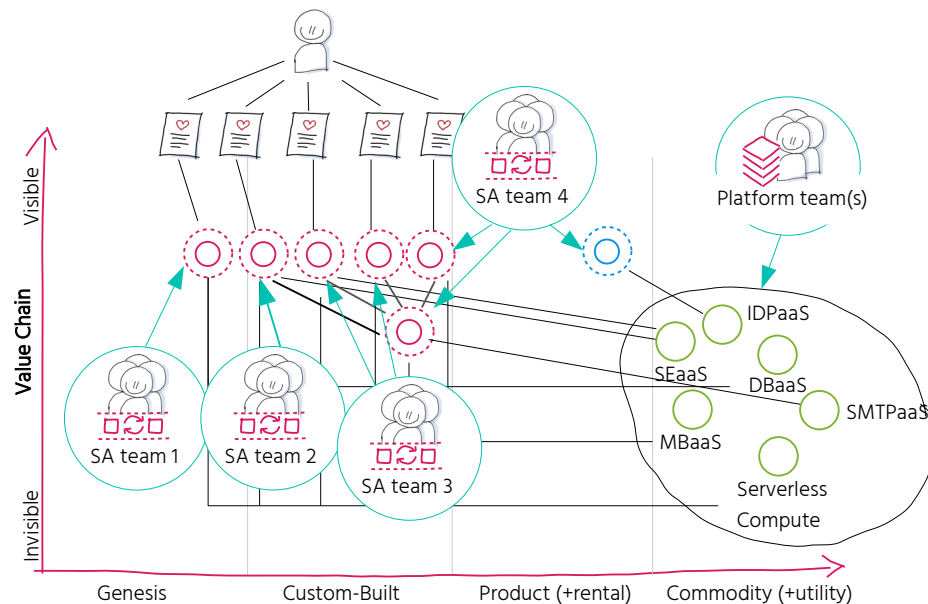 SA team 4
Platform team(s)
Visible
Value Chain
Invisible
IDPaaS
SEaaS
DBaaS
SMTPaaS
MBaaS
Serverless
Compute
SA team 1
SA team 2
SA team 3
Genesis
Custom-Built
Product (+rental)
Commodity (+utility)